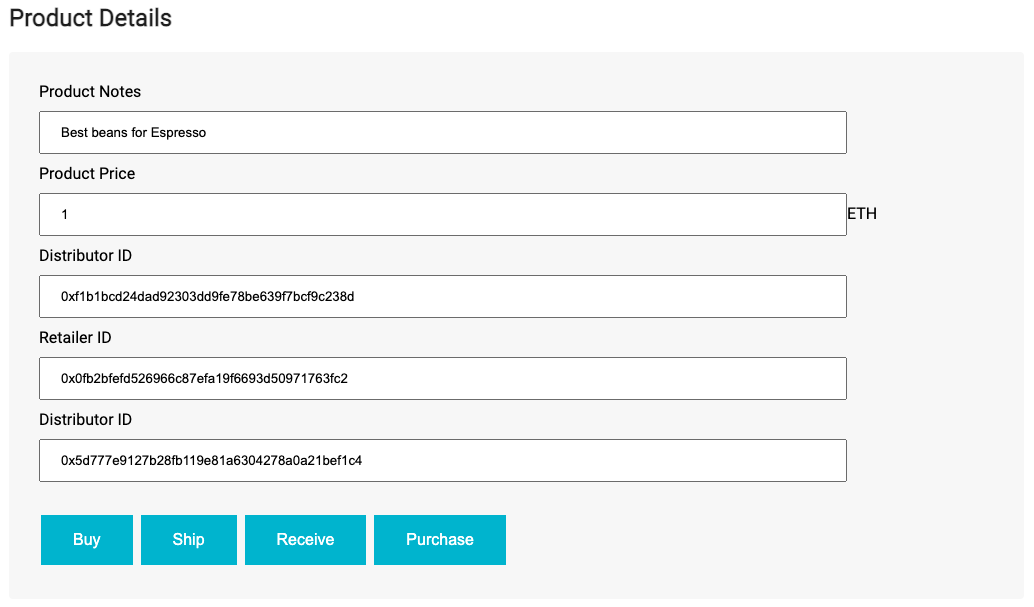 Product Details
Product Notes
Best beans for Espresso
Product Price
1
ETH
Distributor ID
0xf1b1bcd24dad92303dd9fe78be639f7bcf9c238d
Retailer ID
0x0fb2bfefd526966c87efa19f6693d50971763fc2
Distributor ID
0x5d777e9127b28fb119e81a6304278a0a21bef1c4
Buy Ship Receive Purchase